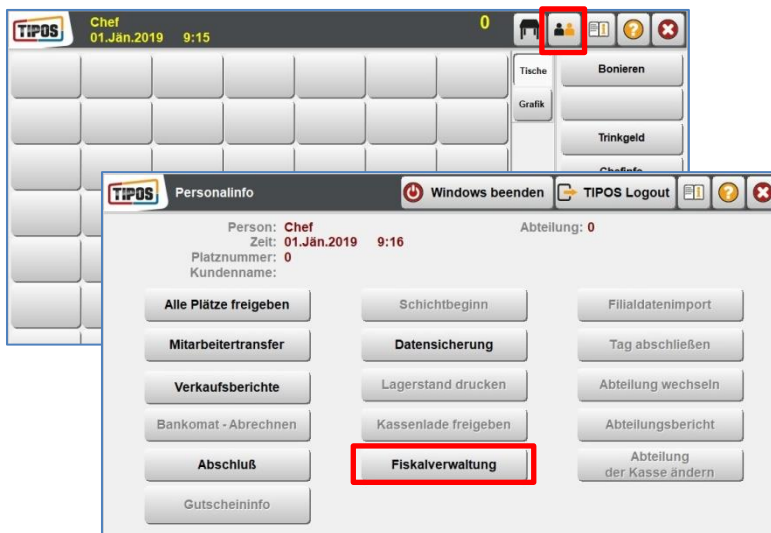 TIPOS
Chef
01.Jän.2019 9:15
0
Tische
Bonieren
Grafik
Trinkgeld
Chefinfo
TIPOS
Personalinfo
Windows beenden
TIPOS Logout
Person: Chef
Abteilung: 0
Zeit: 01.Jän.2019 9:16
Platznummer: 0
Kundenname:
Alle Plätze freigeben
Schichtbeginn
Filialdatenimport
Mitarbeitertransfer
Datensicherung
Tag abschließen
Verkaufsberichte
Lagerstand drucken
Abteilung wechseln
Bankomat - Abrechnen
Kassenlade freigeben
Abteilungsbericht
Abschluß
Fiskalverwaltung
Abteilung
der Kasse ändern
Gutscheininfo